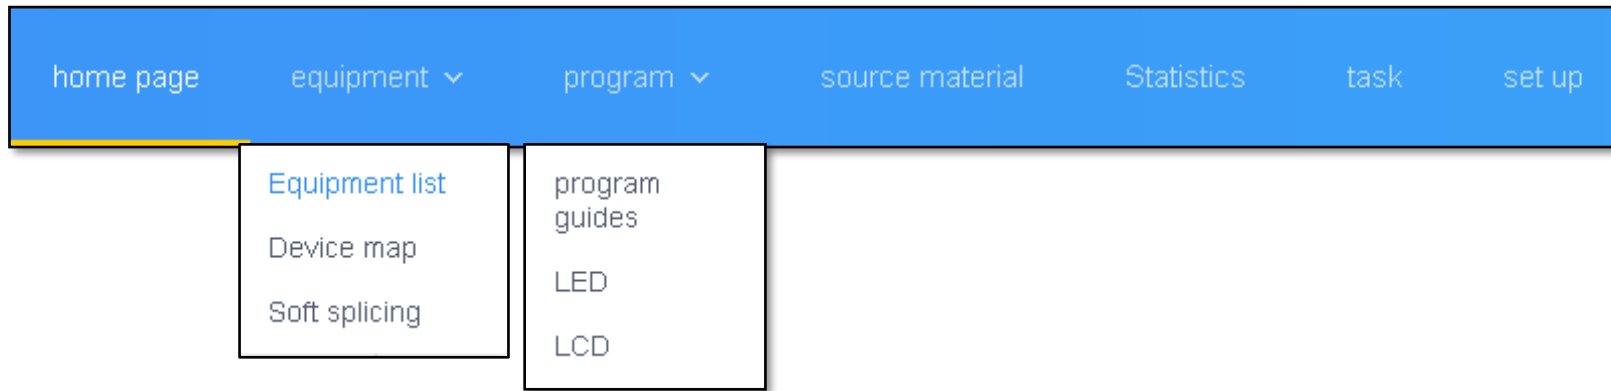 home page equipment program source material Statistics task set up
Equipment list
Device map
Soft splicing
program
guides
LED
LCD